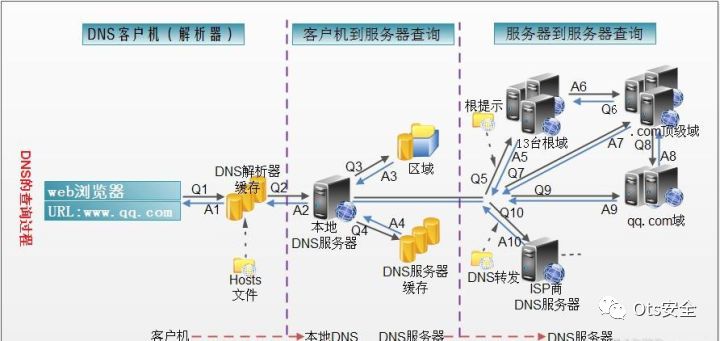 DNS客户机（解析器）
客户机到服务器查询
服务器到服务器查询
DNS的查询过程
web浏览器
URL:www.qq.com
Q1
A1
DNS解析器
缓存
Hosts
文件
Q2
A2
本地
DNS服务器
Q3
A3
区域
Q4
A4
DNS服务器
缓存
根提示
13台根域
A6
Q6
.com顶级域
Q5
A5
Q7
A7
Q8
A8
Q9
A9
qq.com域
Q10
A10
DNS转发
ISP商
DNS服务器
Ots安全
客户机
本地DNS
DNS服务器
DNS服务器